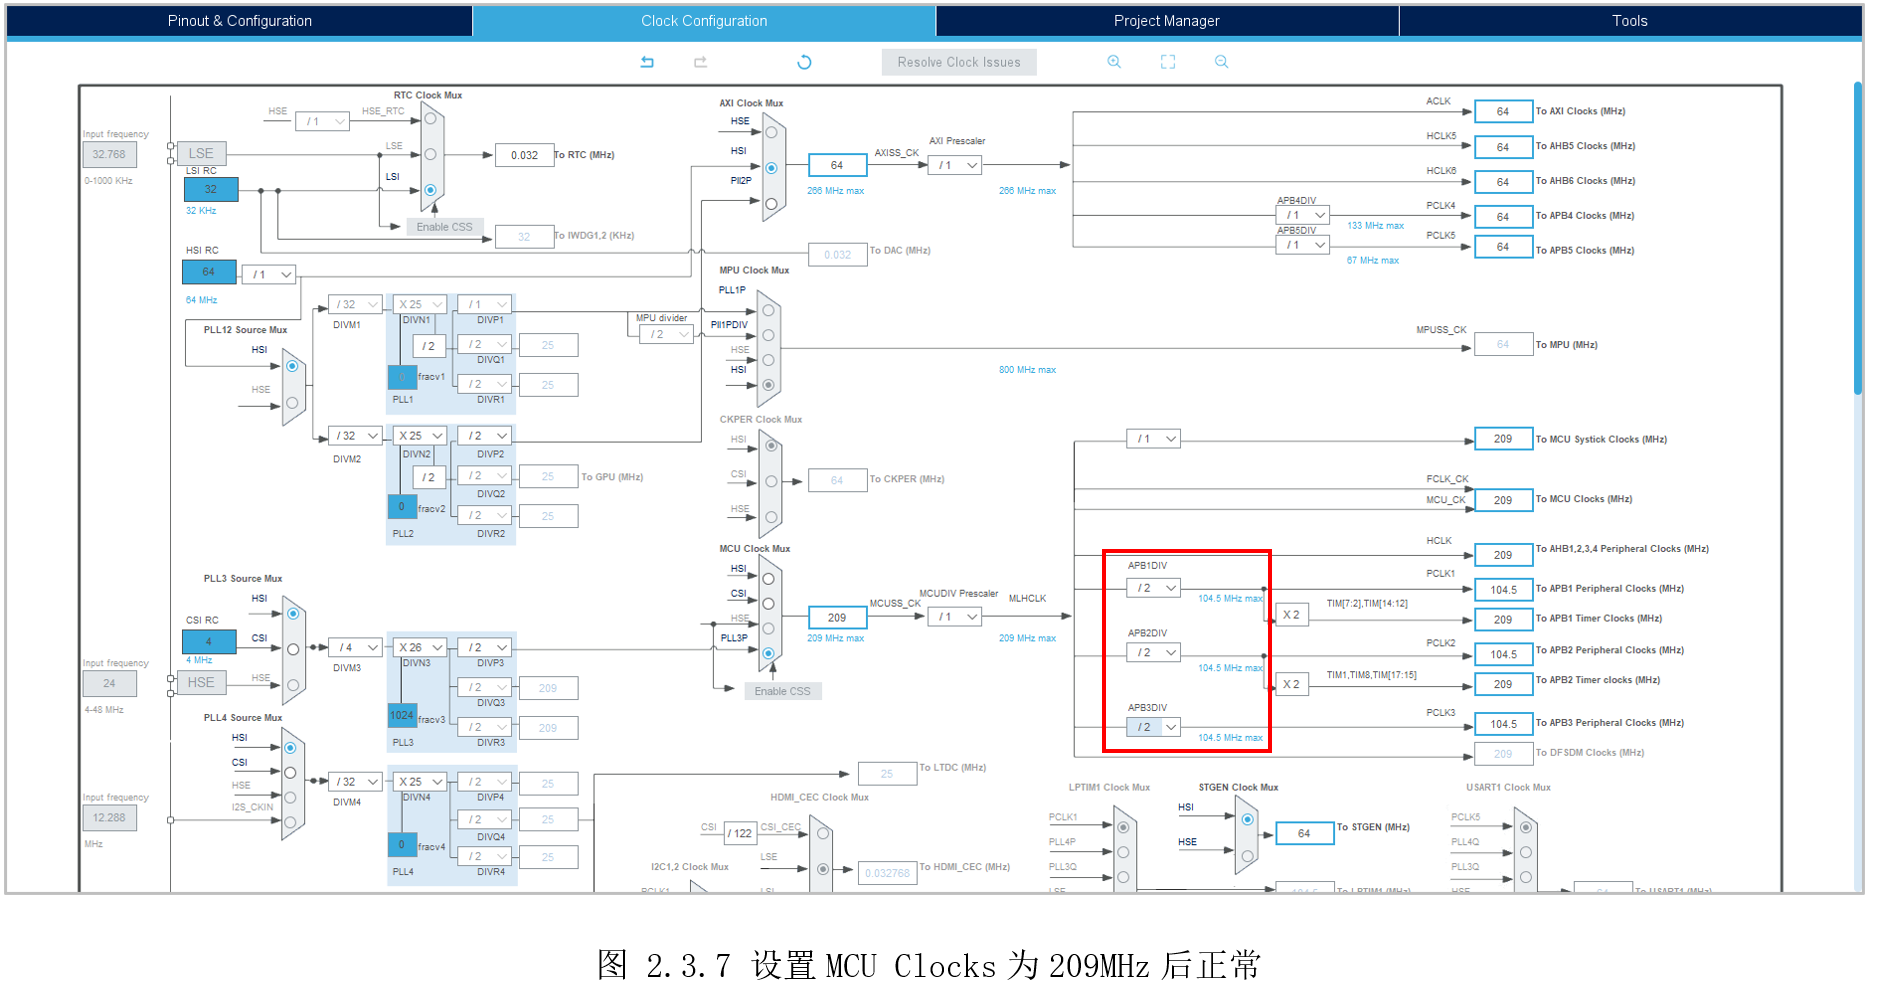 Pinout & Configuration
Clock Configuration
Project Manager
Tools
Resolve Clock Issues
RTC Clock Mux
HSE
/ 1
HSE_RTC
Input frequency
32.768
0-1000 KHz
LSE
LSE
LSI RC
32
32 KHz
LSI
0.032
To RTC (MHz)
Enable CSS
32
To IWDG1,2 (KHz)
0.032
To DAC (MHz)
HSI RC
64
/ 1
64 MHz
AXI Clock Mux
HSE
HSI
Pll2P
64
266 MHz max
AXISS_CK
AXI Prescaler
/ 1
266 MHz max
ACLK
64
To AXI Clocks (MHz)
HCLK5
64
To AHB5 Clocks (MHz)
HCLK6
64
To AHB6 Clocks (MHz)
APB4DIV
/ 1
133 MHz max
PCLK4
64
To APB4 Clocks (MHz)
APB5DIV
/ 1
67 MHz max
PCLK5
64
To APB5 Clocks (MHz)
PLL12 Source Mux
HSI
HSE
/ 32
DIVM1
X 25
DIVN1
/ 2
0
fracv1
PLL1
/ 1
DIVP1
/ 2
DIVQ1
25
/ 2
DIVR1
25
MPU divider
/ 2
MPU Clock Mux
PLL1P
Pll1PDIV
HSE
HSI
800 MHz max
MPUSS_CK
64
To MPU (MHz)
/ 32
DIVM2
X 25
DIVN2
/ 2
0
fracv2
PLL2
/ 2
DIVP2
/ 2
DIVQ2
25
To GPU (MHz)
/ 2
DIVR2
25
CKPER Clock Mux
HSI
CSI
HSE
64
To CKPER (MHz)
PLL3 Source Mux
HSI
CSI RC
4
4 MHz
CSI
Input frequency
24
4-48 MHz
HSE
HSE
/ 4
DIVM3
X 26
DIVN3
1024
fracv3
PLL3
/ 2
DIVP3
/ 2
DIVQ3
209
/ 2
DIVR3
209
MCU Clock Mux
HSI
CSI
HSE
PLL3P
Enable CSS
209
209 MHz max
MCUSS_CK
MCUDIV Prescaler
/ 1
MLHCLK
209 MHz max
/ 1
209
To MCU Systick Clocks (MHz)
FCLK_CK
MCU_CK
209
To MCU Clocks (MHz)
HCLK
209
To AHB1,2,3,4 Peripheral Clocks (MHz)
APB1DIV
/ 2
104.5 MHz max
PCLK1
104.5
To APB1 Peripheral Clocks (MHz)
X 2
TIM[7:2],TIM[14:12]
209
To APB1 Timer Clocks (MHz)
APB2DIV
/ 2
104.5 MHz max
PCLK2
104.5
To APB2 Peripheral Clocks (MHz)
X 2
TIM1,TIM8,TIM[17:15]
209
To APB2 Timer clocks (MHz)
APB3DIV
/ 2
104.5 MHz max
PCLK3
104.5
To APB3 Peripheral Clocks (MHz)
209
To DFSDM Clocks (MHz)
PLL4 Source Mux
HSI
CSI
HSE
I2S_CKIN
Input frequency
12.288
MHz
/ 32
DIVM4
X 25
DIVN4
0
fracv4
PLL4
/ 2
DIVP4
25
/ 2
DIVQ4
25
/ 2
DIVR4
25
25
To LTDC (MHz)
HDMI_CEC Clock Mux
CSI
/ 122
CSI_CEC
LSE
LSI
0.032768
To HDMI_CEC (MHz)
I2C1,2 Clock Mux
PCLK1
LPTIM1 Clock Mux
PCLK1
PLL4P
PLL3Q
LSE
104.5
To LPTIM1 (MHz)
STGEN Clock Mux
HSI
HSE
64
To STGEN (MHz)
USART1 Clock Mux
PCLK5
PLL4Q
PLL3Q
HSE
64
To USART1 (MHz)
图 2.3.7 设置MCU Clocks为209MHz后正常